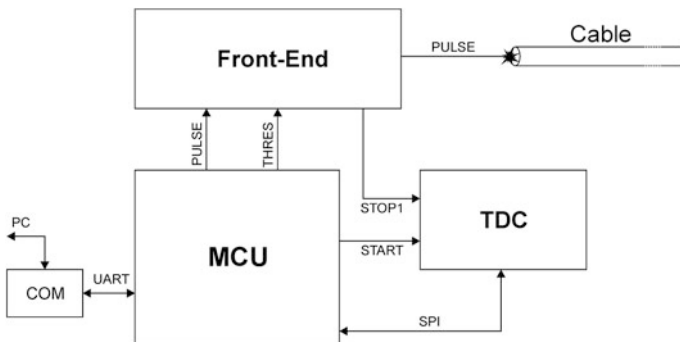 Cable
PULSE
Front-End
PULSE
THRES
STOP1
TDC
START
MCU
PC
UART
COM
SPI